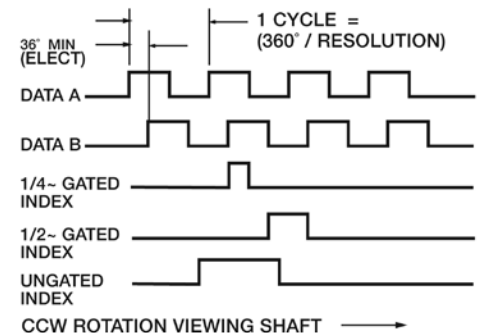 1 CYCLE =
(360° / RESOLUTION)
36° MIN
(ELECT)
DATA A
DATA B
1/4~ GATED
INDEX
1/2~ GATED
INDEX
UNGATED
INDEX
CCW ROTATION VIEWING SHAFT